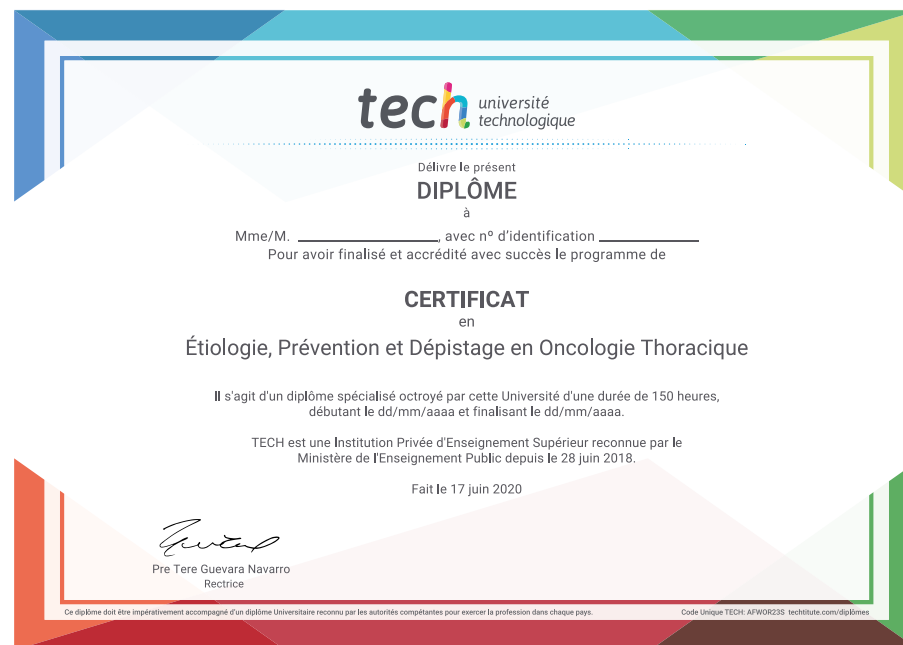 tech université
technologique
Délivre le présent
DIPLÔME
à
Mme/M. ____________________, avec nº d'identification ______________
Pour avoir finalisé et accrédité avec succès le programme de
CERTIFICAT
en
Étiologie, Prévention et Dépistage en Oncologie Thoracique
Il s'agit d'un diplôme spécialisé octroyé par cette Université d'une durée de 150 heures,
débutant le dd/mm/aaaa et finalisant le dd/mm/aaaa.
TECH est une Institution Privée d'Enseignement Supérieur reconnue par le
Ministère de l'Enseignement Public depuis le 28 juin 2018.
Fait le 17 juin 2020
Pre Tere Guevara Navarro
Rectrice
Ce diplôme doit être impérativement accompagné d'un diplôme Universitaire reconnu par les autorités compétantes pour exercer la profession dans chaque pays.
Code Unique TECH: AFWOR23S techtitute.com/diplômes